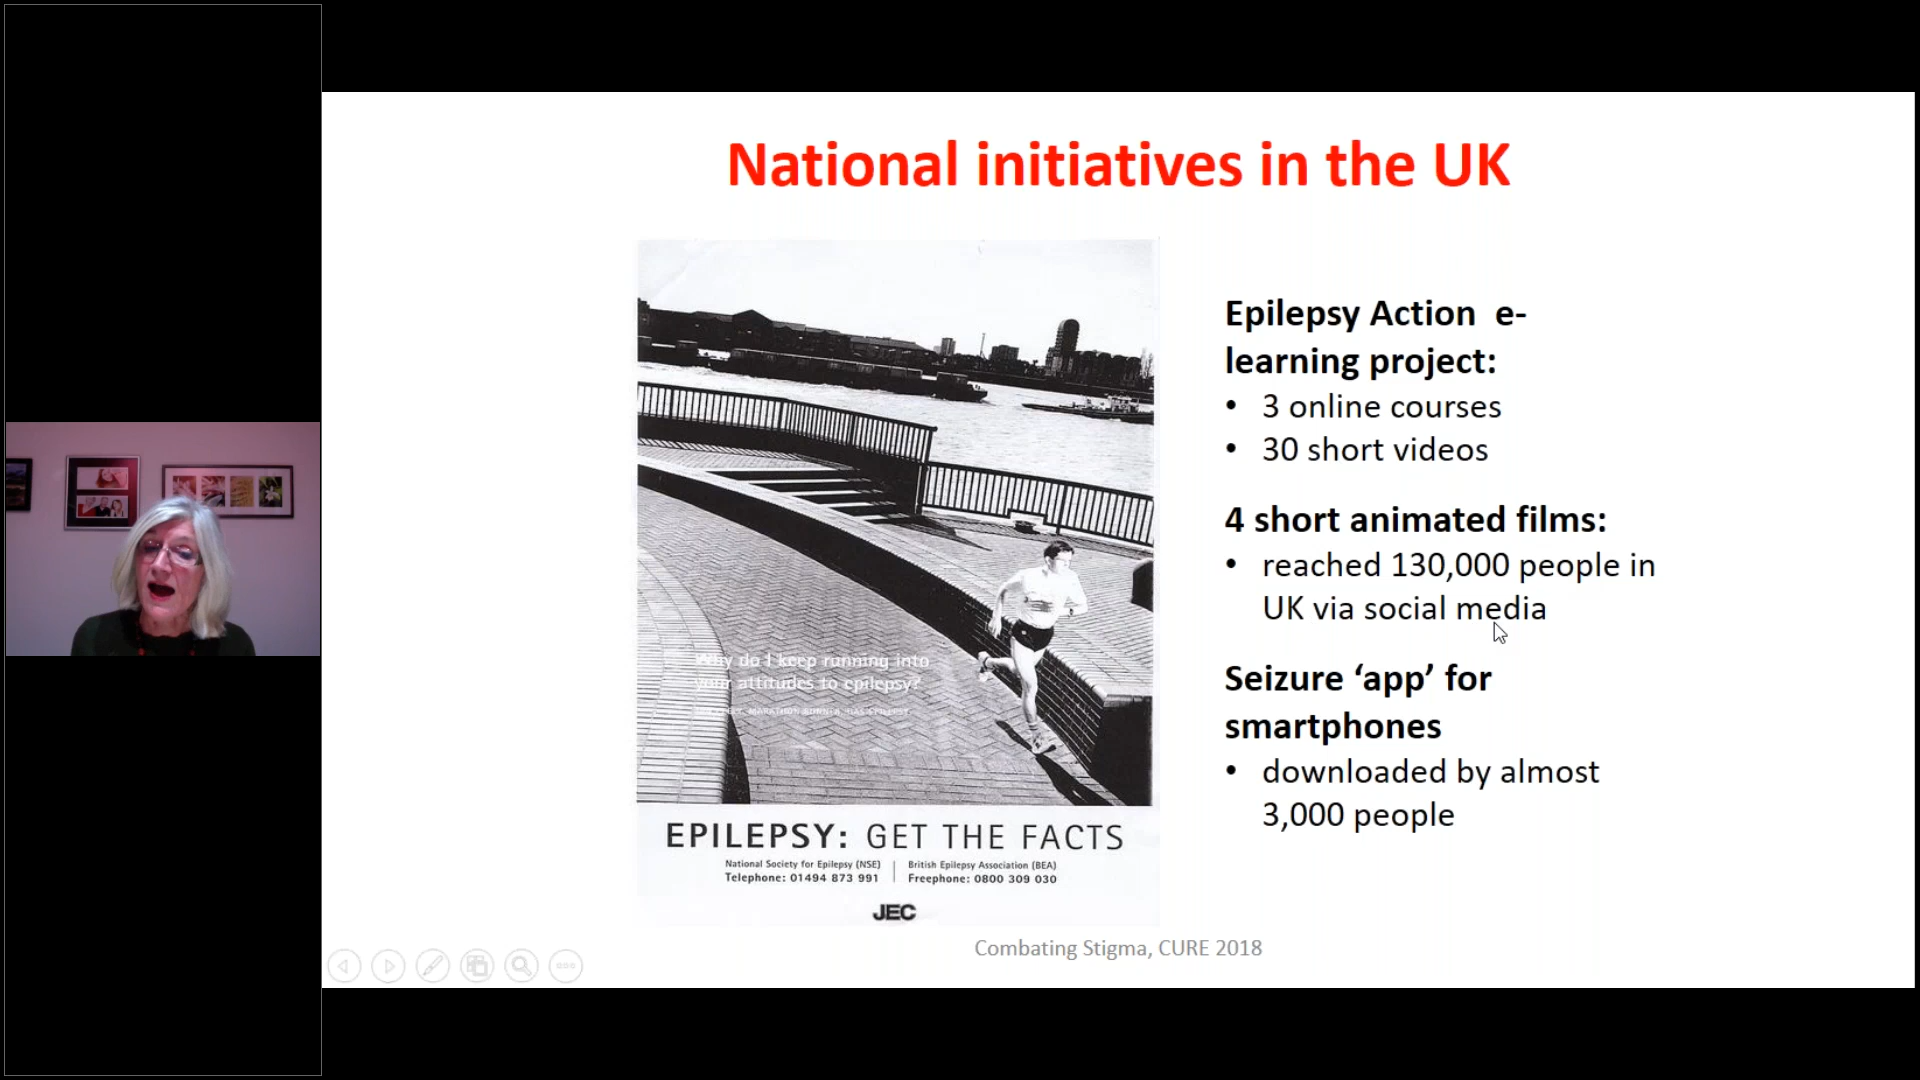 National initiatives in the UK
Why do I keep running into
your attitudes to epilepsy?
EPILEPSY: GET THE FACTS
National Society for Epilepsy (NSE)
Telephone: 01494 873 991
British Epilepsy Association (BEA)
Freephone: 0800 309 030
JEC
Epilepsy Action e-
learning project:
• 3 online courses
• 30 short videos
4 short animated films:
• reached 130,000 people in
UK via social media
Seizure ‘app’ for
smartphones
• downloaded by almost
3,000 people
Combating Stigma, CURE 2018